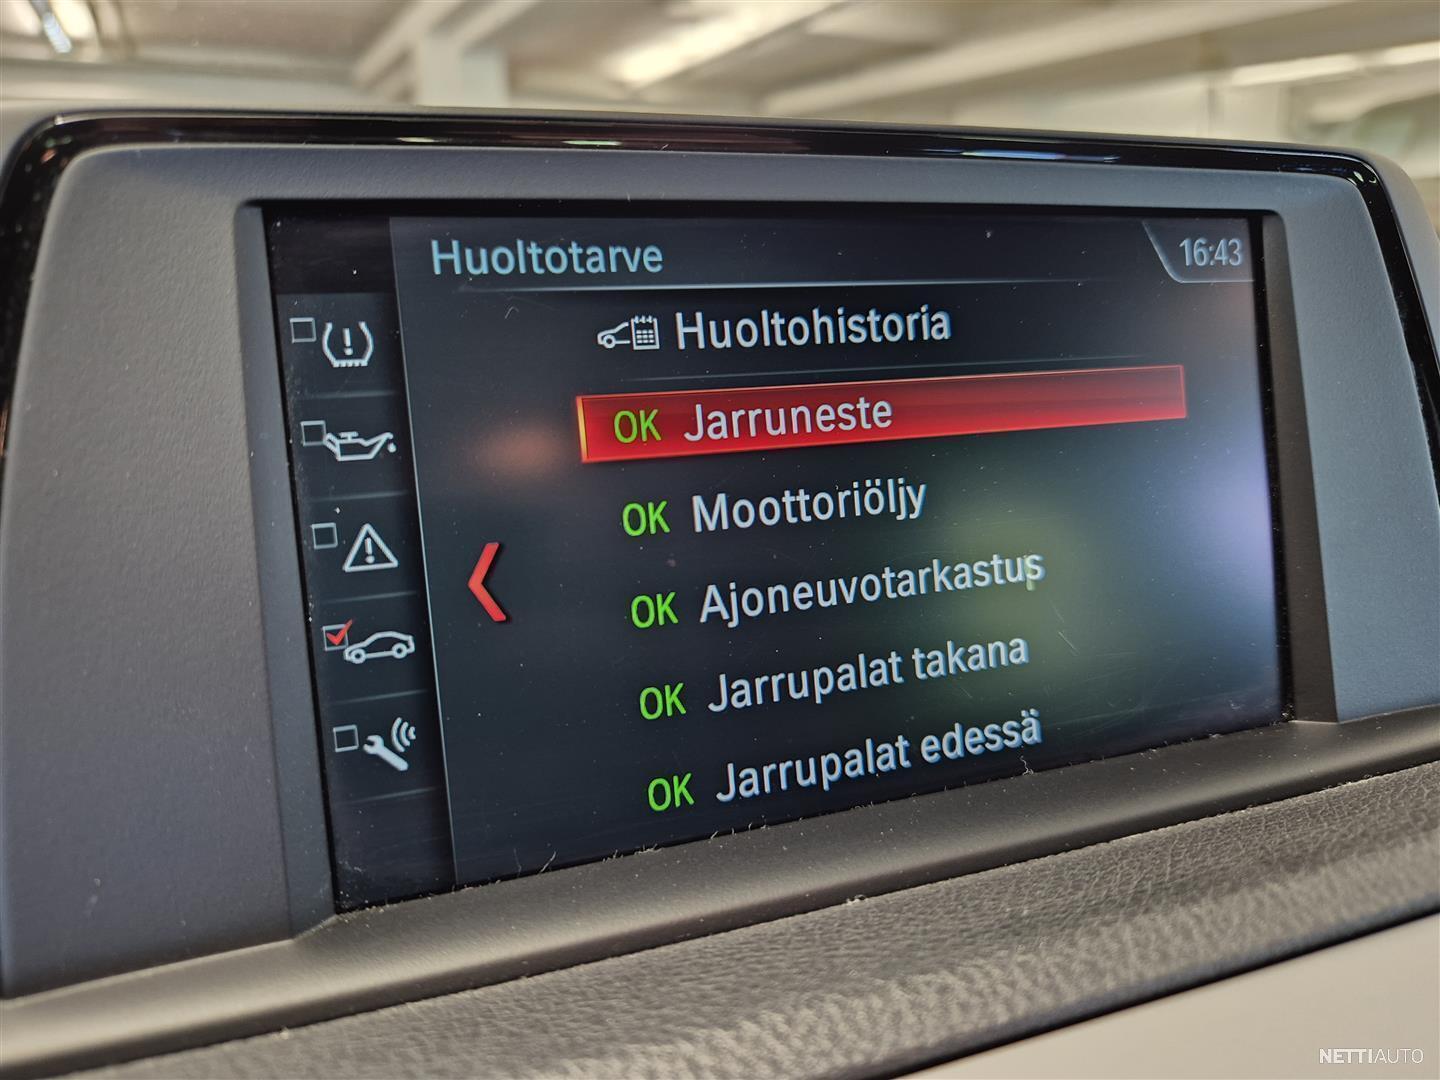 Huoltotarve
16:43
Huoltohistoria
OK Jarruneste
OK Moottoriöljy
OK Ajoneuvotarkastus
OK Jarrupalat takana
OK Jarrupalat edessä
NETTIAUTO